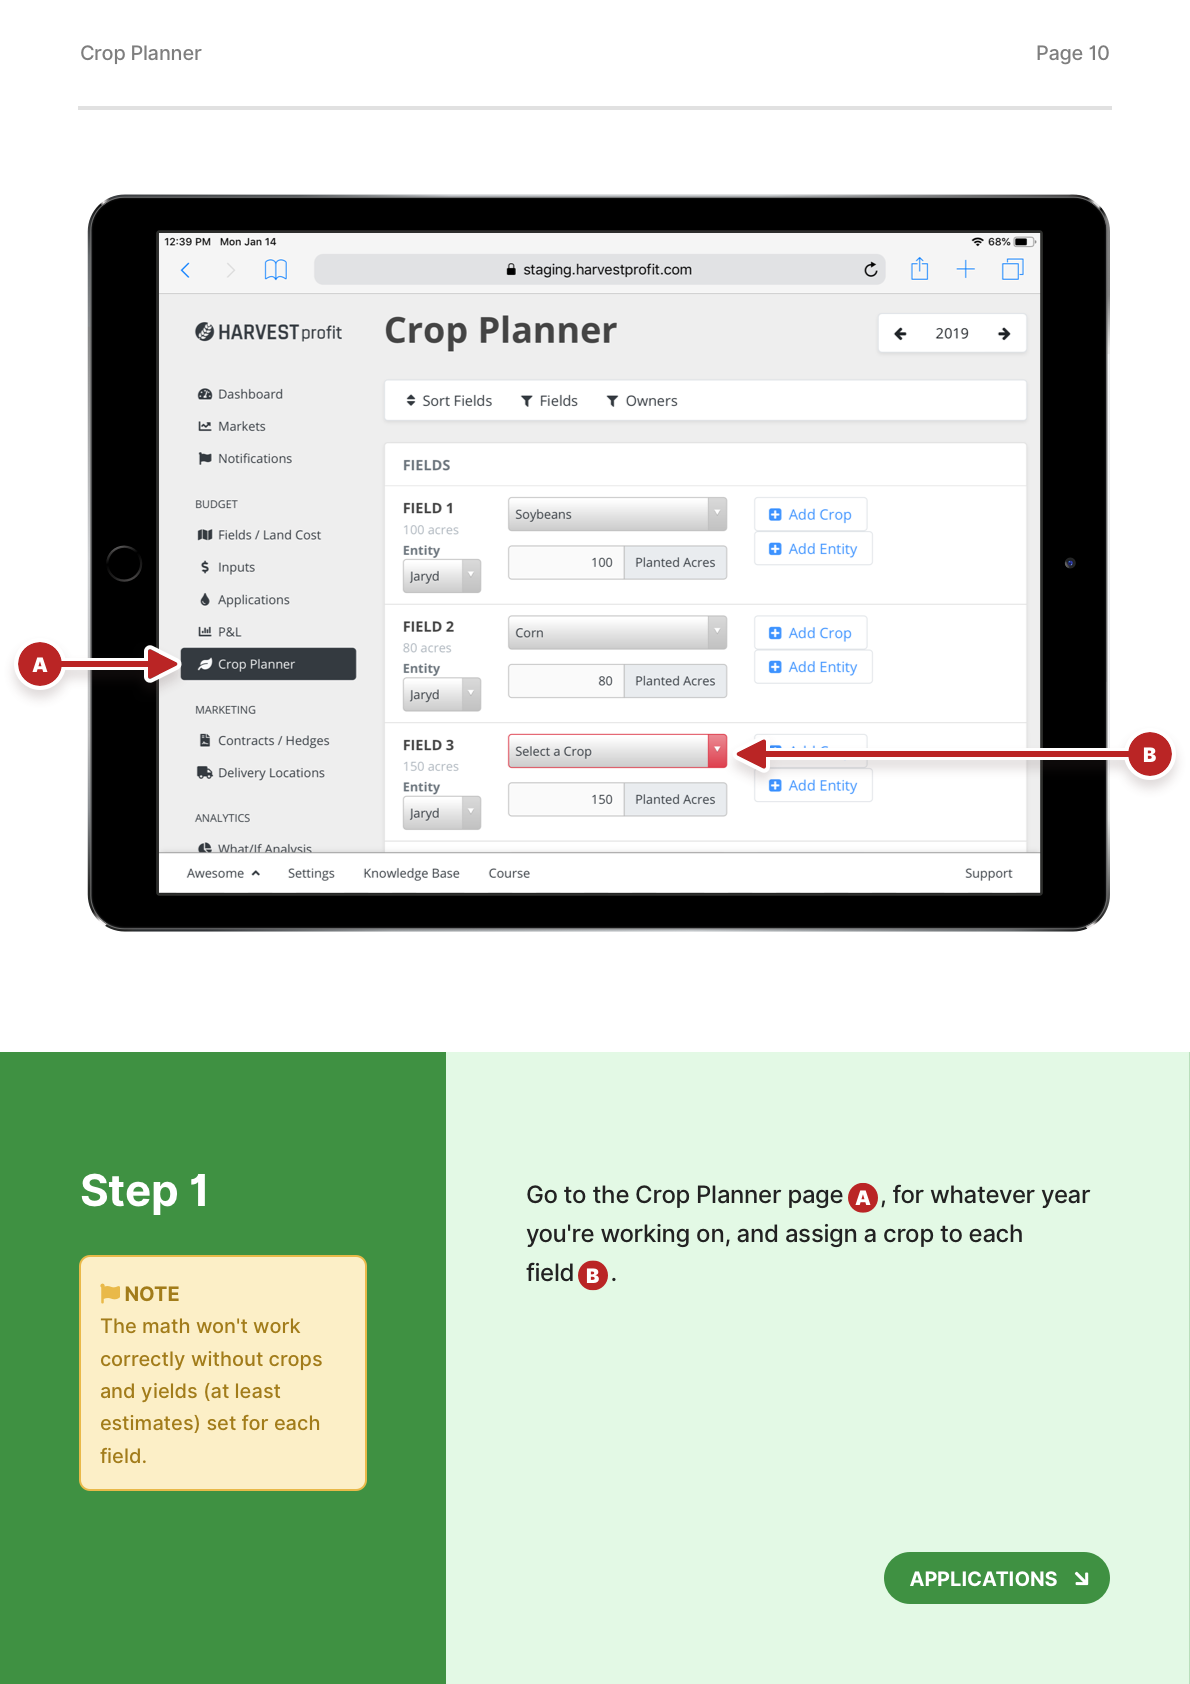 Crop Planner Page 10
12:39 PM Mon Jan 14 68%
staging.harvestprofit.com
HARVEST profit
Crop Planner
2019
Dashboard
Markets
Notifications
BUDGET
Fields / Land Cost
Inputs
Applications
P&L
A
Crop Planner
MARKETING
Contracts / Hedges
Delivery Locations
ANALYTICS
What/If Analysis
Sort Fields Fields Owners
FIELDS
FIELD 1
100 acres
Entity
Jaryd
Soybeans
100 Planted Acres
Add Crop
Add Entity
FIELD 2
80 acres
Entity
Jaryd
Corn
80 Planted Acres
Add Crop
Add Entity
FIELD 3
150 acres
Entity
Jaryd
Select a Crop
150 Planted Acres
Add Crop
Add Entity
B
Awesome Settings Knowledge Base Course Support
Step 1
NOTE
The math won't work
correctly without crops
and yields (at least
estimates) set for each
field.
Go to the Crop Planner page A , for whatever year
you're working on, and assign a crop to each
field B .
APPLICATIONS